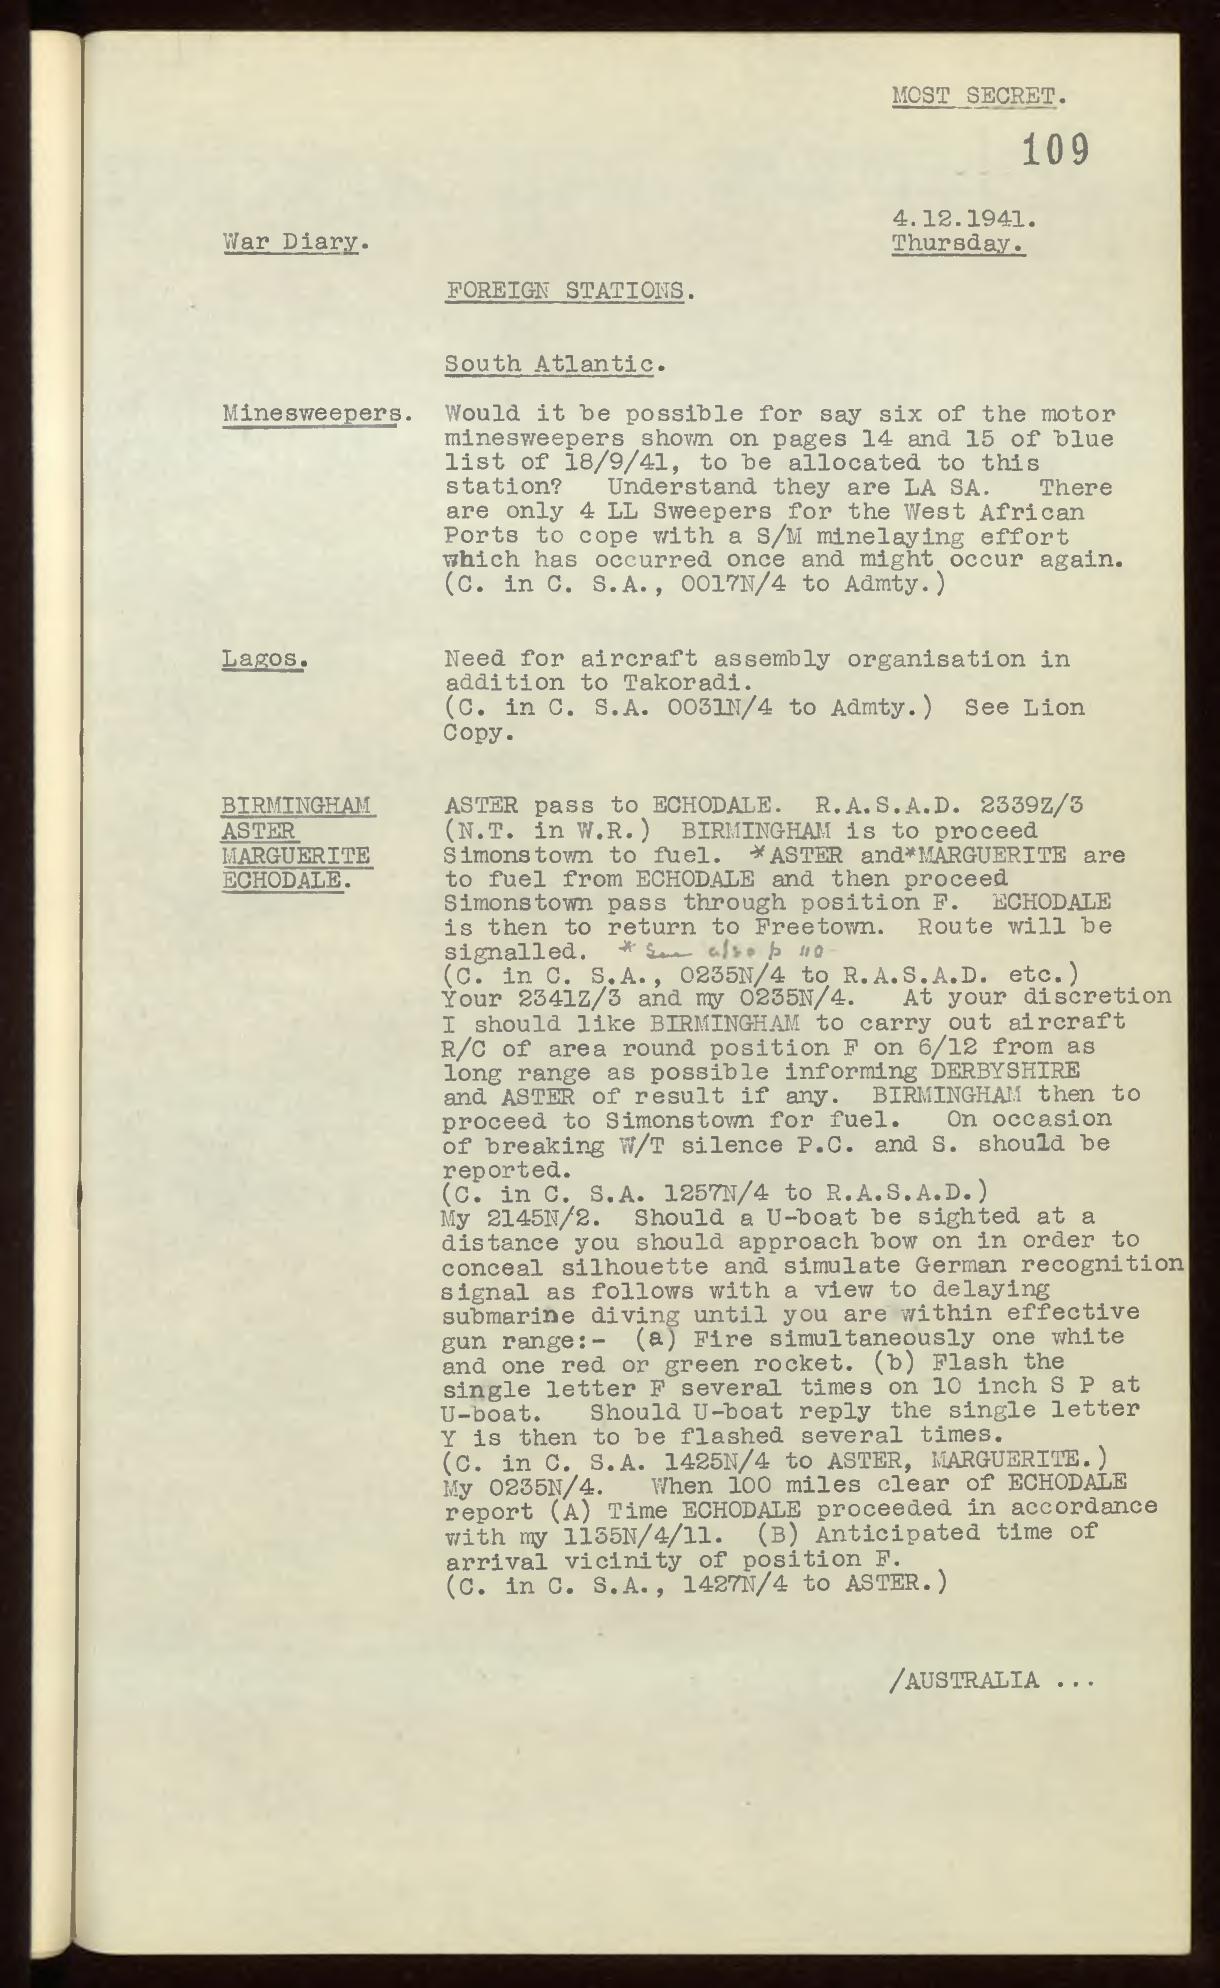 MOST SECRET.
109
4.12.1941.
War Diary.
Thursday.
FOREIGN STATIONS.
South Atlantic.
Minesweepers.
Would it be possible for say six of the motor
minesweepers shown on pages 14 and 15 of blue
list of 18/9/41, to be allocated to this
station? Understand they are LA SA. There
are only 4 LL Sweepers for the West African
Ports to cope with a S/M minelaying effort
which has occurred once and might occur again.
(C. in C. S.A., 0017N/4 to Admty.)
Lagos.
Need for aircraft assembly organisation in
addition to Takoradi.
(C. in C. S.A. 0031N/4 to Admty.) See Lion
Copy.
BIRMINGHAM
ASTER
MARGUERITE
ECHODALE.
ASTER pass to ECHODALE. R.A.S.A.D. 2339Z/3
(N.T. in W.R.) BIRMINGHAM is to proceed
Simonstown to fuel. *ASTER and*MARGUERITE are
to fuel from ECHODALE and then proceed
Simonstown pass through position F. ECHODALE
is then to return to Freetown. Route will be
signalled. * See also p 110
(C. in C. S.A., 0235N/4 to R.A.S.A.D. etc.)
Your 2341Z/3 and my 0235N/4. At your discretion
I should like BIRMINGHAM to carry out aircraft
R/C of area round position F on 6/12 from as
long range as possible informing DERBYSHIRE
and ASTER of result if any. BIRMINGHAM then to
proceed to Simonstown for fuel. On occasion
of breaking W/T silence P.C. and S. should be
reported.
(C. in C. S.A. 1257N/4 to R.A.S.A.D.)
My 2145N/2. Should a U-boat be sighted at a
distance you should approach bow on in order to
conceal silhouette and simulate German recognition
signal as follows with a view to delaying
submarine diving until you are within effective
gun range:- (a) Fire simultaneously one white
and one red or green rocket. (b) Flash the
single letter F several times on 10 inch S P at
U-boat. Should U-boat reply the single letter
Y is then to be flashed several times.
(C. in C. S.A. 1425N/4 to ASTER, MARGUERITE.)
My 0235N/4. When 100 miles clear of ECHODALE
report (A) Time ECHODALE proceeded in accordance
with my 1135N/4/11. (B) Anticipated time of
arrival vicinity of position F.
(C. in C. S.A., 1427N/4 to ASTER.)
/AUSTRALIA ...